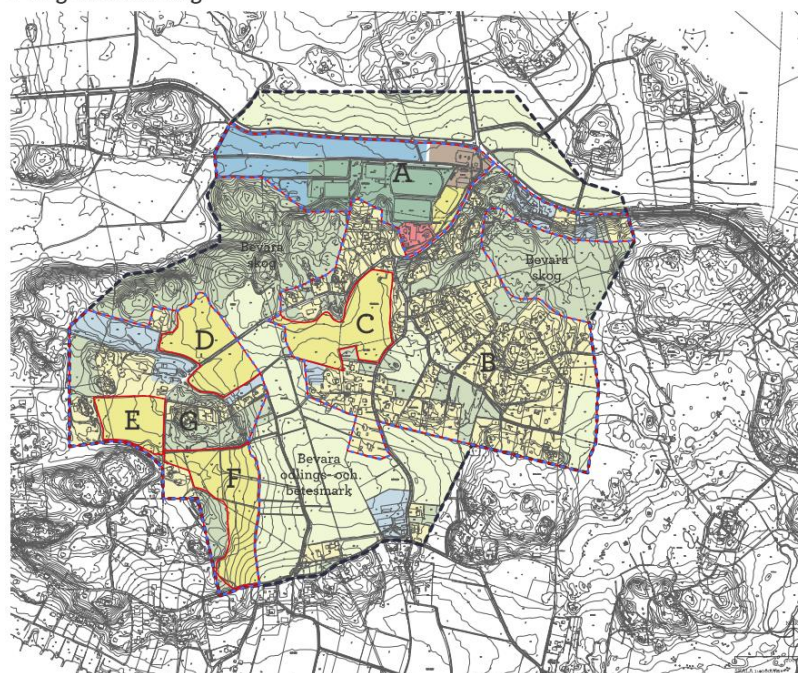 A
Bevara
skog
Bevara
skog
D
C
B
E
G
F
Bevara
odlings- och
betesmark